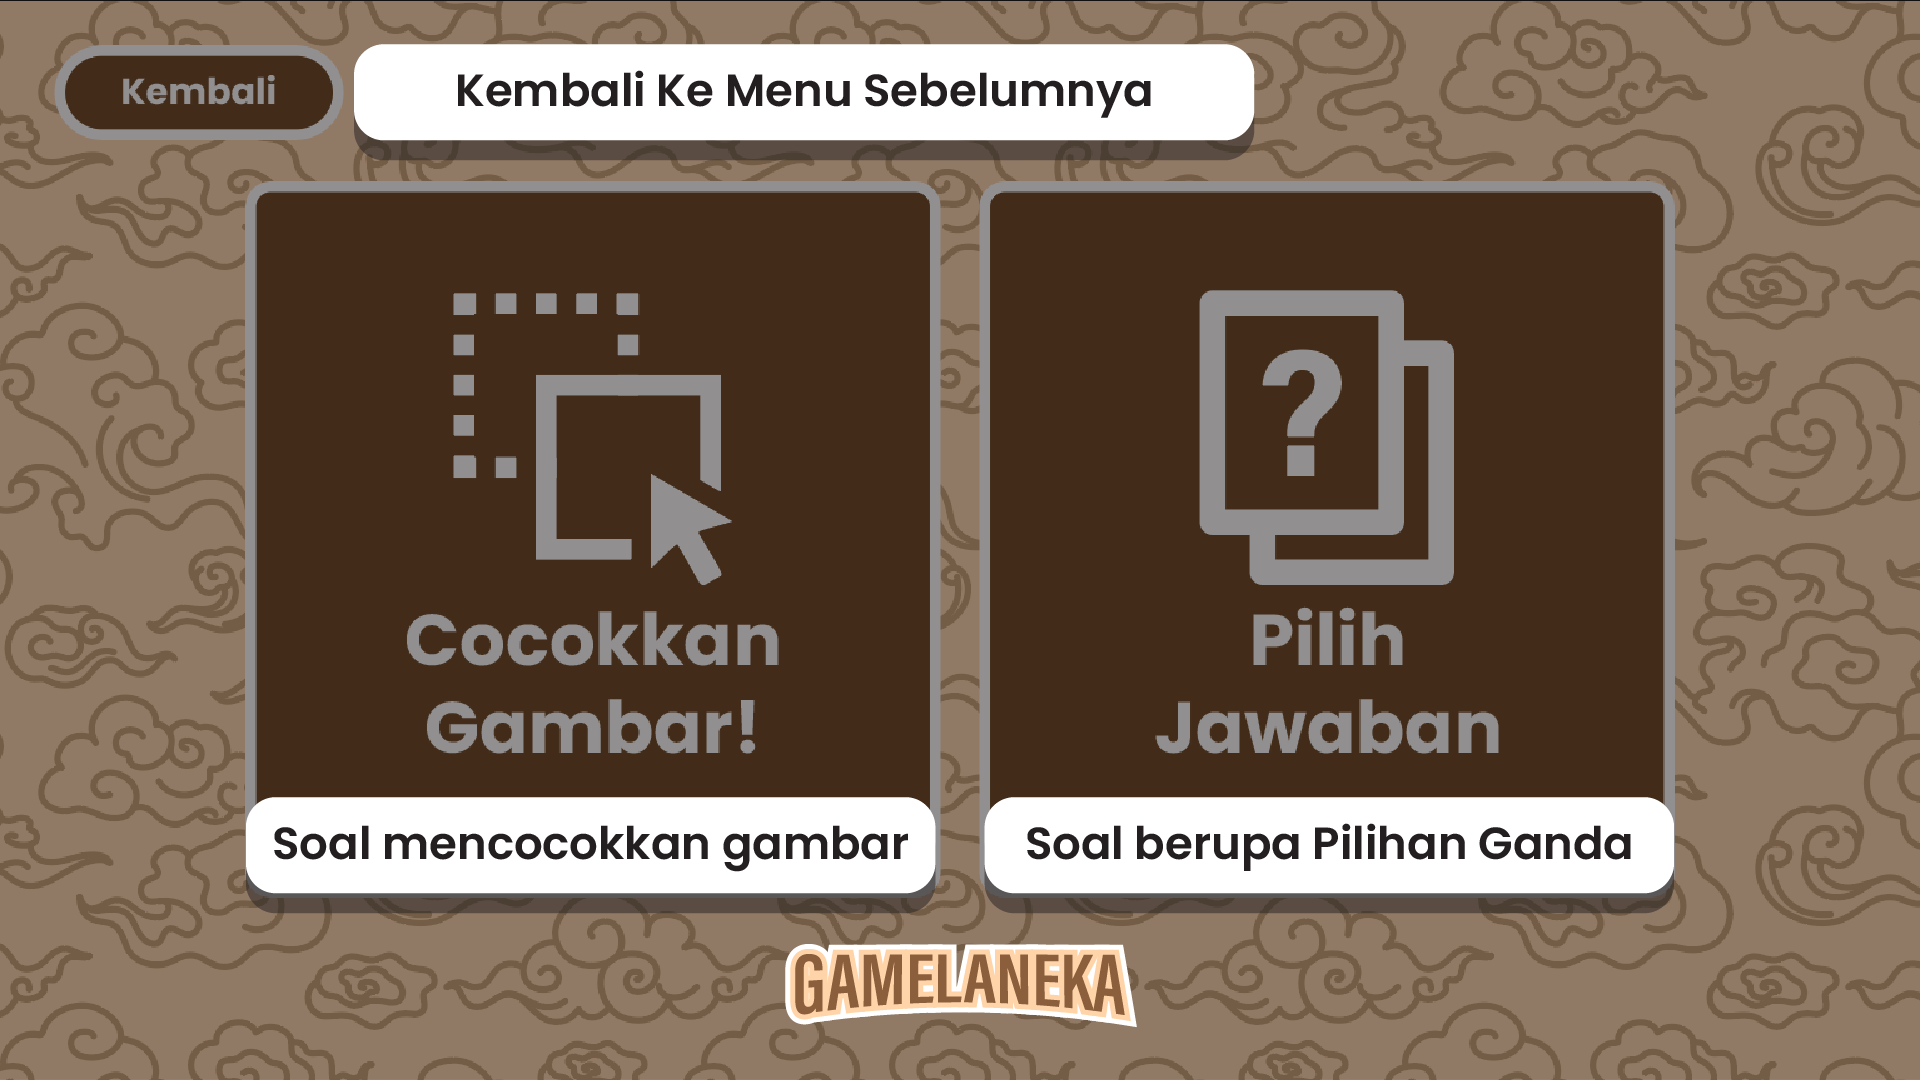 Kembali
Kembali Ke Menu Sebelumnya
?
Cocokkan
Gambar!
Soal mencocokkan gambar
Pilih
Jawaban
Soal berupa Pilihan Ganda
GAMELANEKA